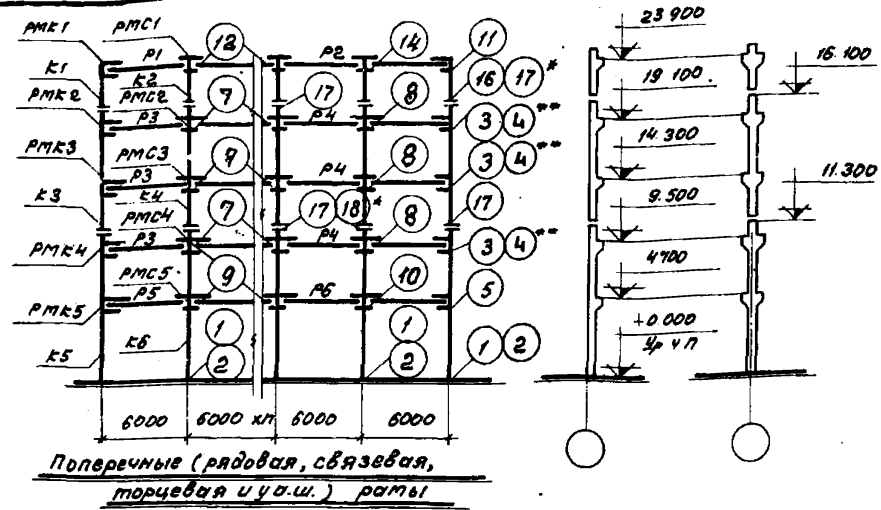 РМС1
23 900
РМК1
12
14
11
Р1
Р2
16.100
К1
К2
16 17 *
19 100
РМК2
РМС2
7
17
8
Р3
Р4
3 4 **
РМК3
14 300
РМС3
Р3
9
Р4
8
3 4 **
11.300
К3
К4
17 18 *
17
9.500
РМС4
7
8
РМК4
Р3
Р4
3 4 **
4700
РМС5
9
10
Р5
Р6
5
РМК5
+0.000
Ур ч п
1
1
К5
К6
2
2
1 2
6000
6000 хп
6000
6000
Поперечные (рядовая, связевая,
торцевая и у а.ш.) рамы